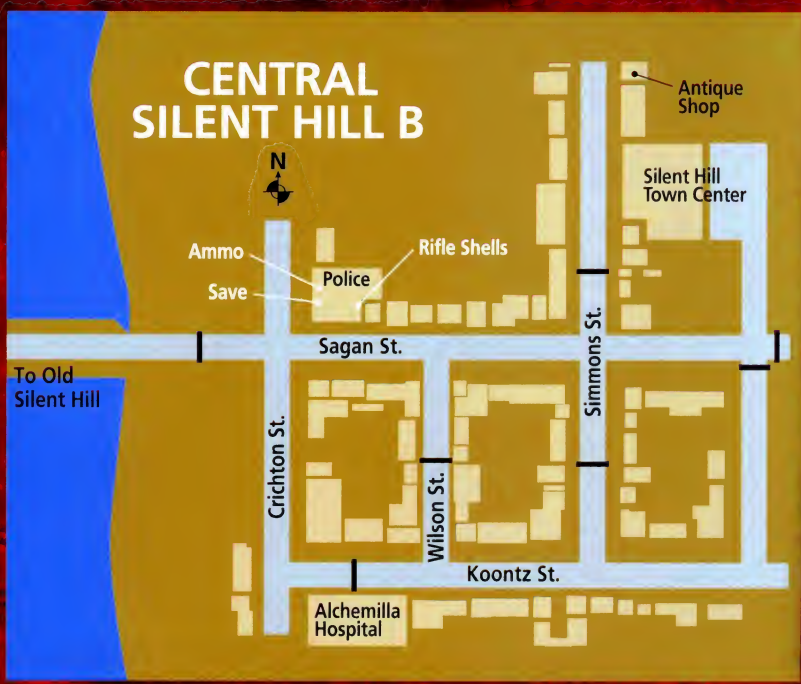 CENTRAL
SILENT HILL B
N
Antique
Shop
Silent Hill
Town Center
Ammo
Police
Rifle Shells
Save
Sagan St.
Simmons St.
To Old
Silent Hill
Crichton St.
Wilson St.
Koontz St.
Alchemilla
Hospital